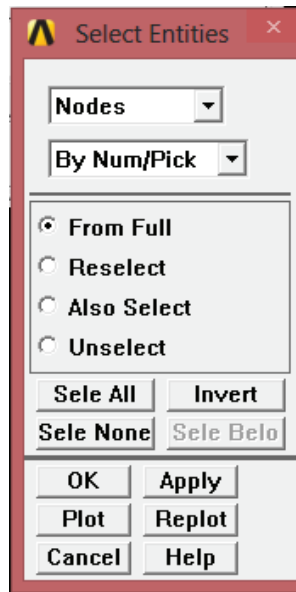 Select Entities
Nodes
By Num/Pick
From Full
Reselect
Also Select
Unselect
Sele All Invert
Sele None Sele Belo
OK Apply
Plot Replot
Cancel Help